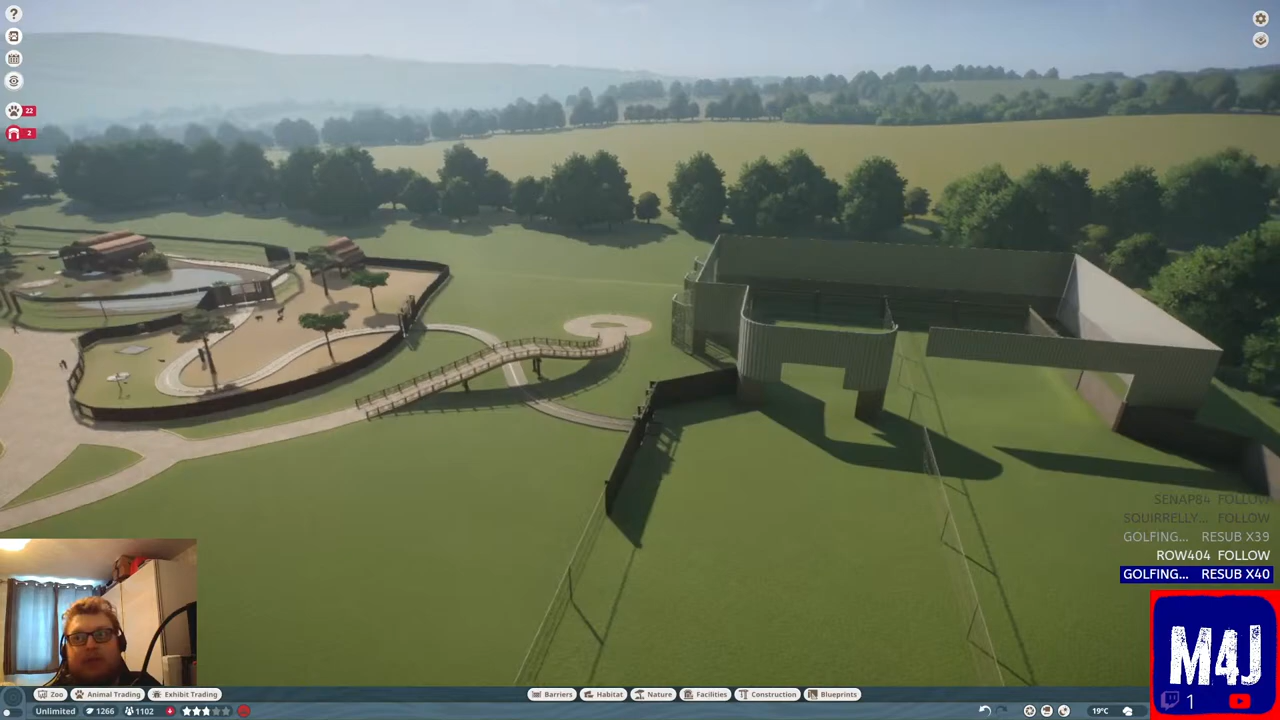 ?
22
2
SENAP84 FOLLOW
SQUIRRELLY... FOLLOW
GOLFING... RESUB X39
ROW404 FOLLOW
GOLFING... RESUB X40
M4J
1
Zoo Animal Trading Exhibit Trading Barriers Habitat Nature Facilities Construction Blueprints
Unlimited 1266 1102 19°C